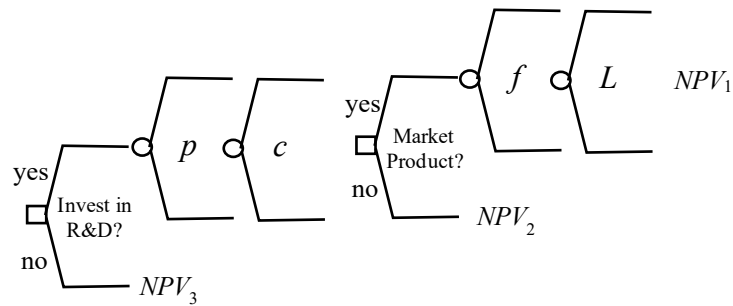 yes
Invest in
R&D?
no
NPV₃
p
c
yes
Market
Product?
no
NPV₂
f
L
NPV₁